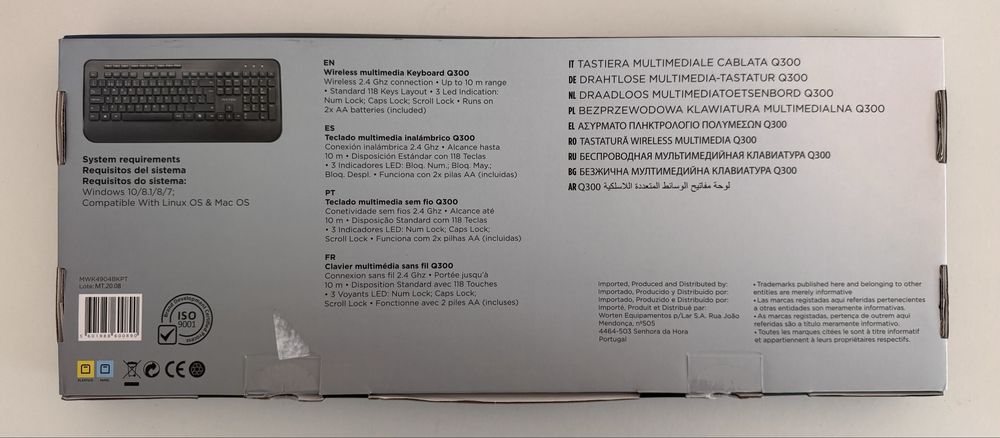 System requirements
Requisitos del sistema
Requisitos do sistema:
Windows 10/8.1/8/7;
Compatible With Linux OS & Mac OS
MWK4904BKPT
Lote: MT.20.08
5 601988 600890
ISO
9001
EN
Wireless multimedia Keyboard Q300
Wireless 2.4 Ghz connection • Up to 10 m range
• Standard 118 Keys Layout • 3 Led Indication:
Num Lock; Caps Lock; Scroll Lock • Runs on
2x AA batteries (included)
ES
Teclado multimedia inalámbrico Q300
Conexión inalámbrica 2.4 Ghz • Alcance hasta
10 m • Disposición Estándar con 118 Teclas
• 3 Indicadores LED: Bloq. Num.; Bloq. May.;
Bloq. Despl. • Funciona con 2x pilas AA (incluidas)
PT
Teclado multimedia sem fio Q300
Conetividade sem fios 2.4 Ghz • Alcance até
10 m • Disposição Standard com 118 Teclas
• 3 Indicadores LED: Num Lock; Caps Lock;
Scroll Lock • Funciona com 2x pilhas AA (incluídas)
FR
Clavier multimédia sans fil Q300
Connexion sans fil 2.4 Ghz • Portée jusqu'à
10 m • Disposition Standard avec 118 Touches
• 3 Voyants LED: Num Lock; Caps Lock;
Scroll Lock • Fonctionne avec 2 piles AA (incluses)
IT TASTIERA MULTIMEDIALE CABLATA Q300
DE DRAHTLOSE MULTIMEDIA-TASTATUR Q300
NL DRAADLOOS MULTIMEDIATOETSENBORD Q300
PL BEZPRZEWODOWA KLAWIATURA MULTIMEDIALNA Q300
EL ΑΣΥΡΜΑΤΟ ΠΛΗΚΤΡΟΛΟΓΙΟ ΠΟΛΥΜΕΣΩΝ Q300
RO TASTATURĂ WIRELESS MULTIMEDIA Q300
RU БЕСПРОВОДНАЯ МУЛЬТИМЕДИЙНАЯ КЛАВИАТУРА Q300
BG БЕЗЖИЧНА МУЛТИМЕДИЙНА КЛАВИАТУРА Q300
AR Q300 لوحة مفاتيح الوسائط المتعددة اللاسلكية
Imported, Produced and Distributed by:
Importado, Producido y Distribuido por:
Importado, Produzido e Distribuido por:
Importé, Produit et Distribué par:
Worten Equipamentos p/Lar S.A. Rua João
Mendonça, nº505
4464-503 Senhora da Hora
Portugal
• Trademarks published here and belonging to other
entities are merely informative
• Las marcas registadas aquí referidas pertenecientes
a otras entidades son meramente informativas.
• As marcas registadas, pertença de outrem aqui
referidas são a título meramente informativo.
• Toutes les marques citées le sont à titre informatif
et appartiennent à leurs propriétaires respectifs.